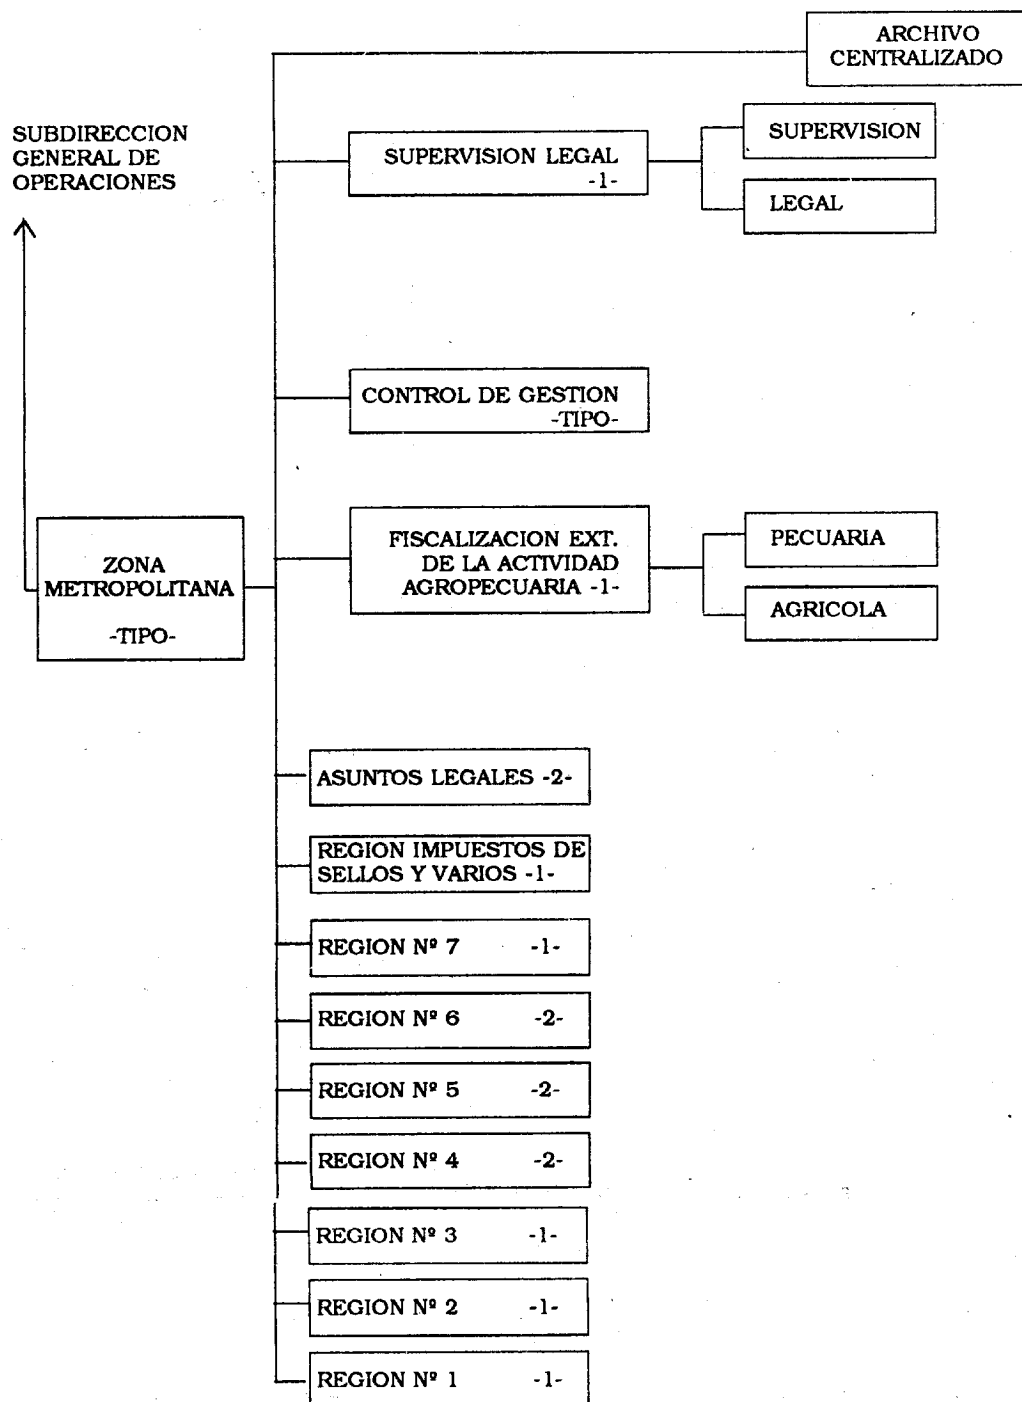 ARCHIVO
CENTRALIZADO
SUBDIRECCION
GENERAL DE
OPERACIONES
SUPERVISION LEGAL
-1-
SUPERVISION
LEGAL
CONTROL DE GESTION
-TIPO-
ZONA
METROPOLITANA
-TIPO-
FISCALIZACION EXT.
DE LA ACTIVIDAD
AGROPECUARIA -1-
PECUARIA
AGRICOLA
ASUNTOS LEGALES -2-
REGION IMPUESTOS DE
SELLOS Y VARIOS -1-
REGION Nº 7 -1-
REGION Nº 6 -2-
REGION Nº 5 -2-
REGION Nº 4 -2-
REGION Nº 3 -1-
REGION Nº 2 -1-
REGION Nº 1 -1-